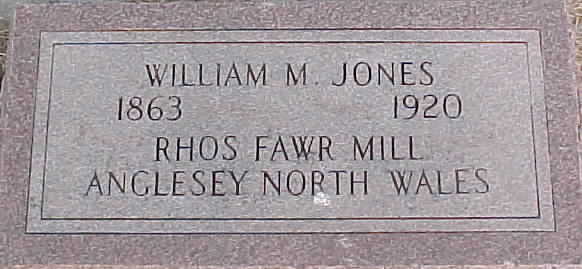 WILLIAM M. JONES
1863 1920
RHOS FAWR MILL
ANGLESEY NORTH WALES